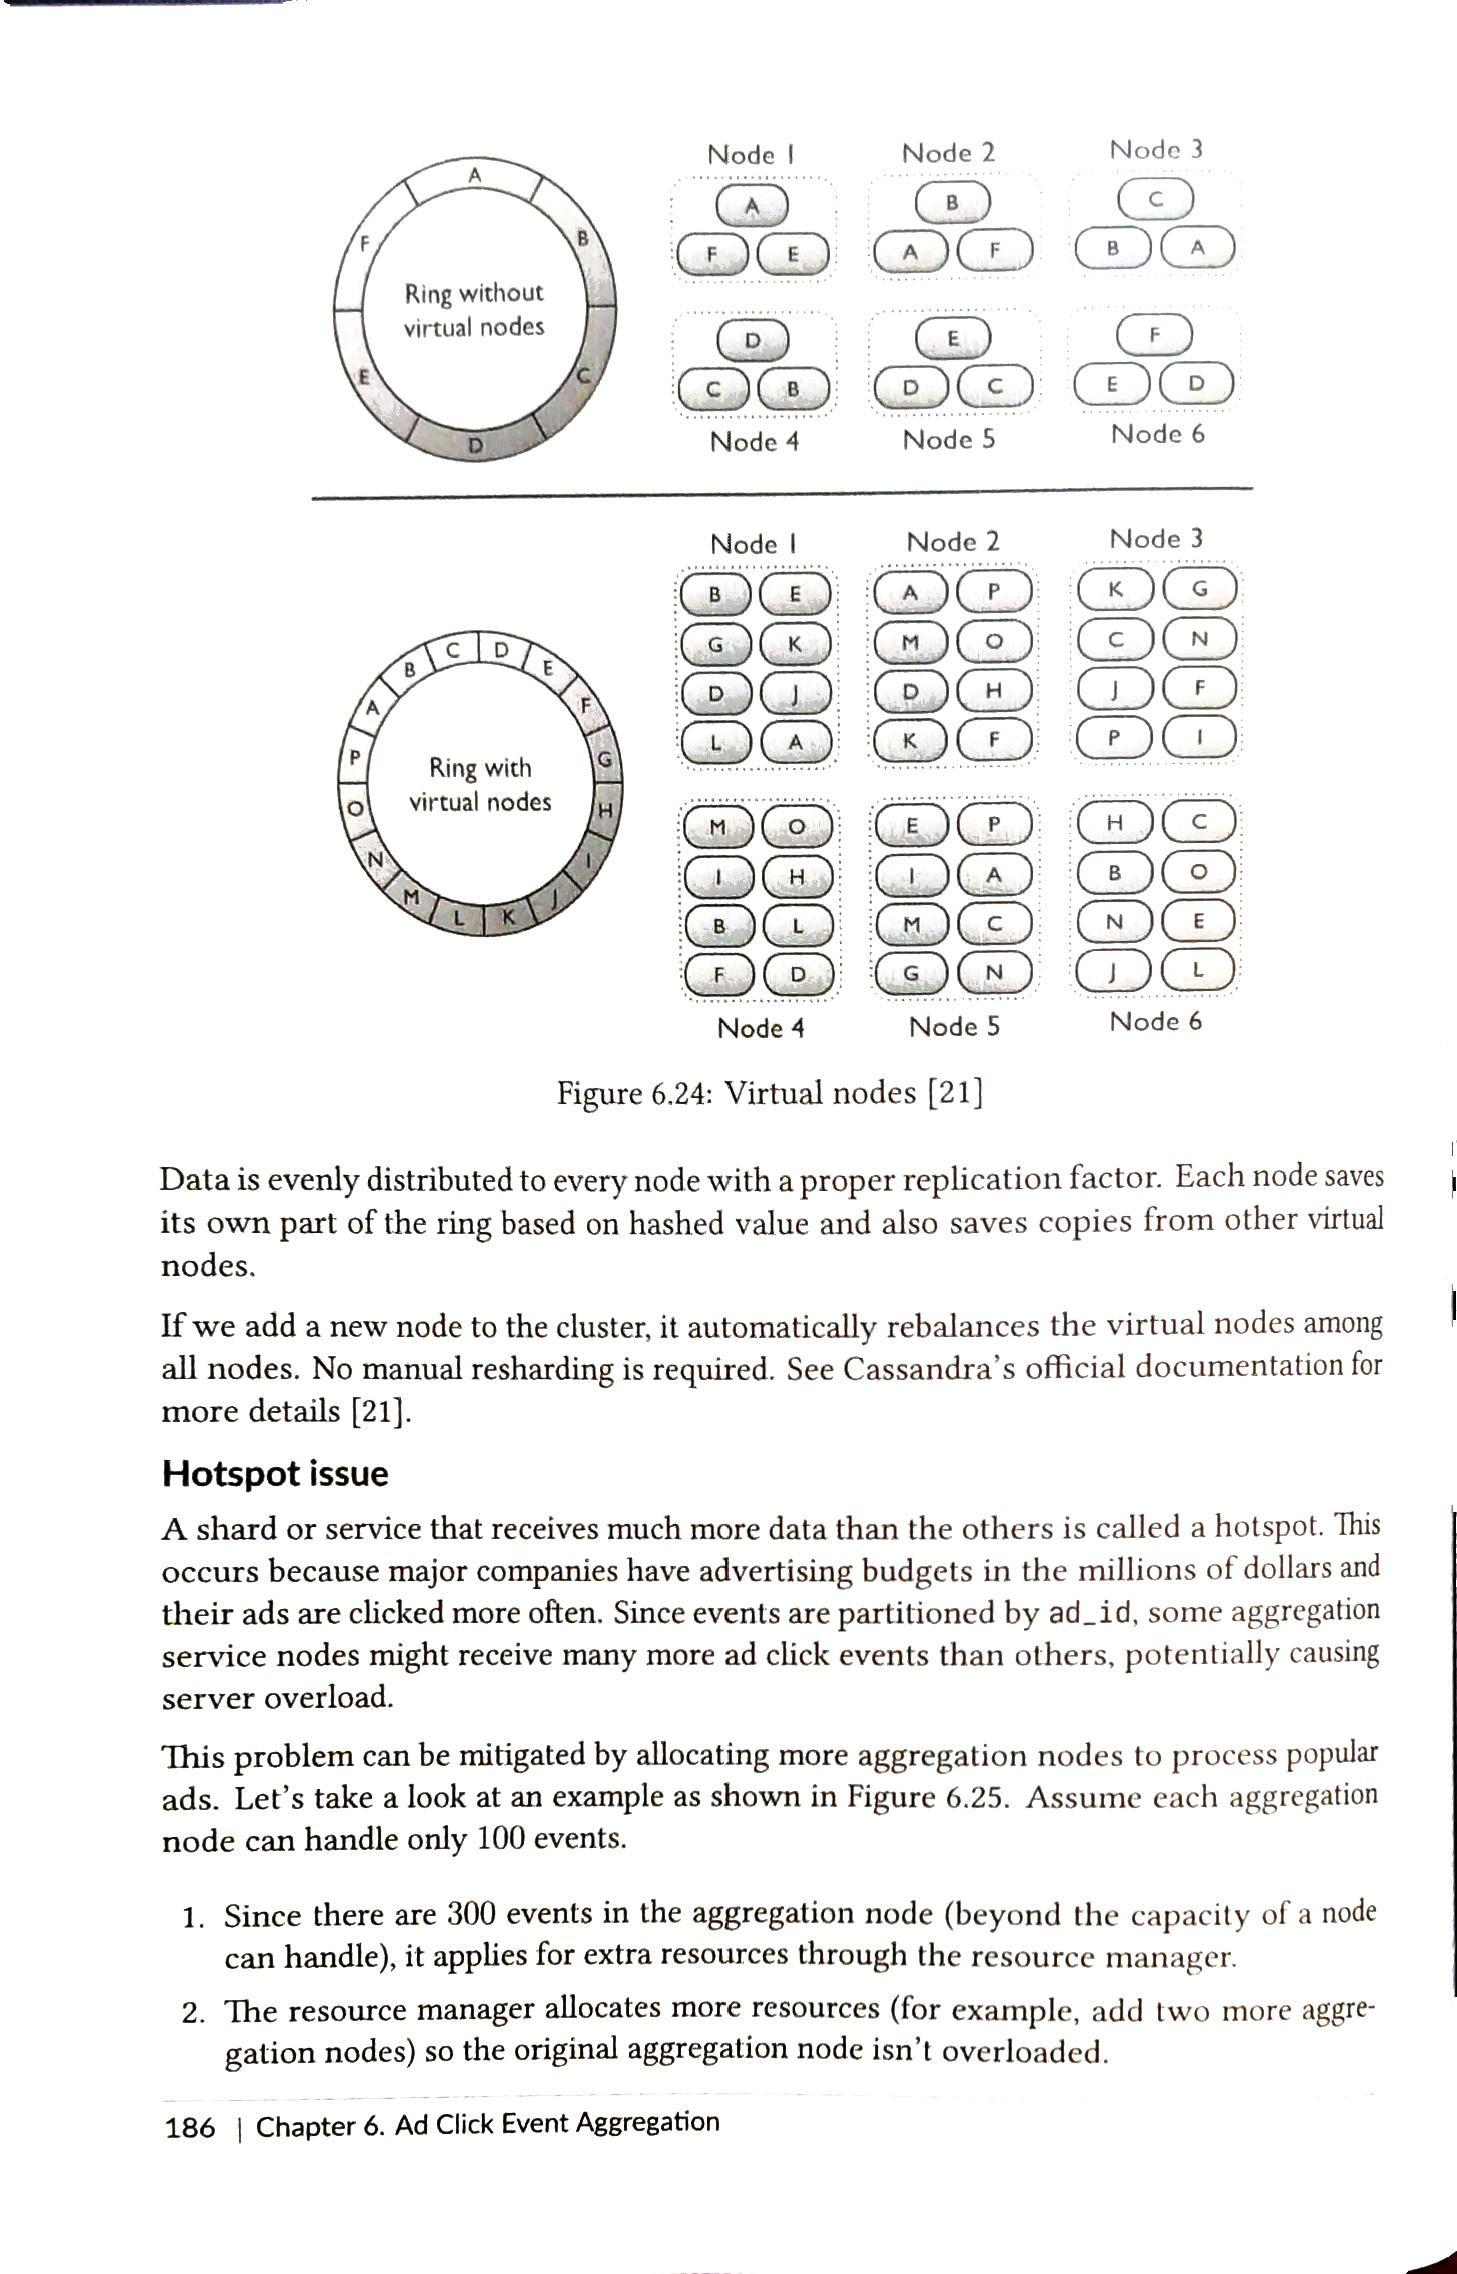 Node 1 Node 2 Node 3
A B C
F E A F B A
D E F
C B D C E D
Node 4 Node 5 Node 6
A
B
C
D
E
F
Ring without
virtual nodes
Node 1 Node 2 Node 3
B E A P K G
G K M O C N
D J D H J F
L A K F P I
M O E P H C
I H I A B O
B L M C N E
F D G N J L
Node 4 Node 5 Node 6
A
B
C
D
E
F
G
H
I
J
K
L
M
N
O
P
Ring with
virtual nodes
Figure 6.24: Virtual nodes [21]
Data is evenly distributed to every node with a proper replication factor. Each node saves
its own part of the ring based on hashed value and also saves copies from other virtual
nodes.
If we add a new node to the cluster, it automatically rebalances the virtual nodes among
all nodes. No manual resharding is required. See Cassandra's official documentation for
more details [21].
Hotspot issue
A shard or service that receives much more data than the others is called a hotspot. This
occurs because major companies have advertising budgets in the millions of dollars and
their ads are clicked more often. Since events are partitioned by ad_id, some aggregation
service nodes might receive many more ad click events than others, potentially causing
server overload.
This problem can be mitigated by allocating more aggregation nodes to process popular
ads. Let's take a look at an example as shown in Figure 6.25. Assume each aggregation
node can handle only 100 events.
1. Since there are 300 events in the aggregation node (beyond the capacity of a node
can handle), it applies for extra resources through the resource manager.
2. The resource manager allocates more resources (for example, add two more aggre-
gation nodes) so the original aggregation node isn't overloaded.
186 | Chapter 6. Ad Click Event Aggregation